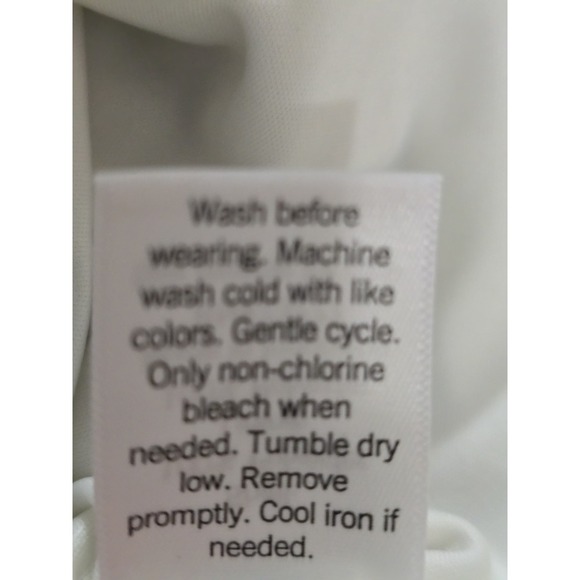 Wash before
wearing. Machine
wash cold with like
colors. Gentle cycle.
Only non-chlorine
bleach when
needed. Tumble dry
low. Remove
promptly. Cool iron if
needed.